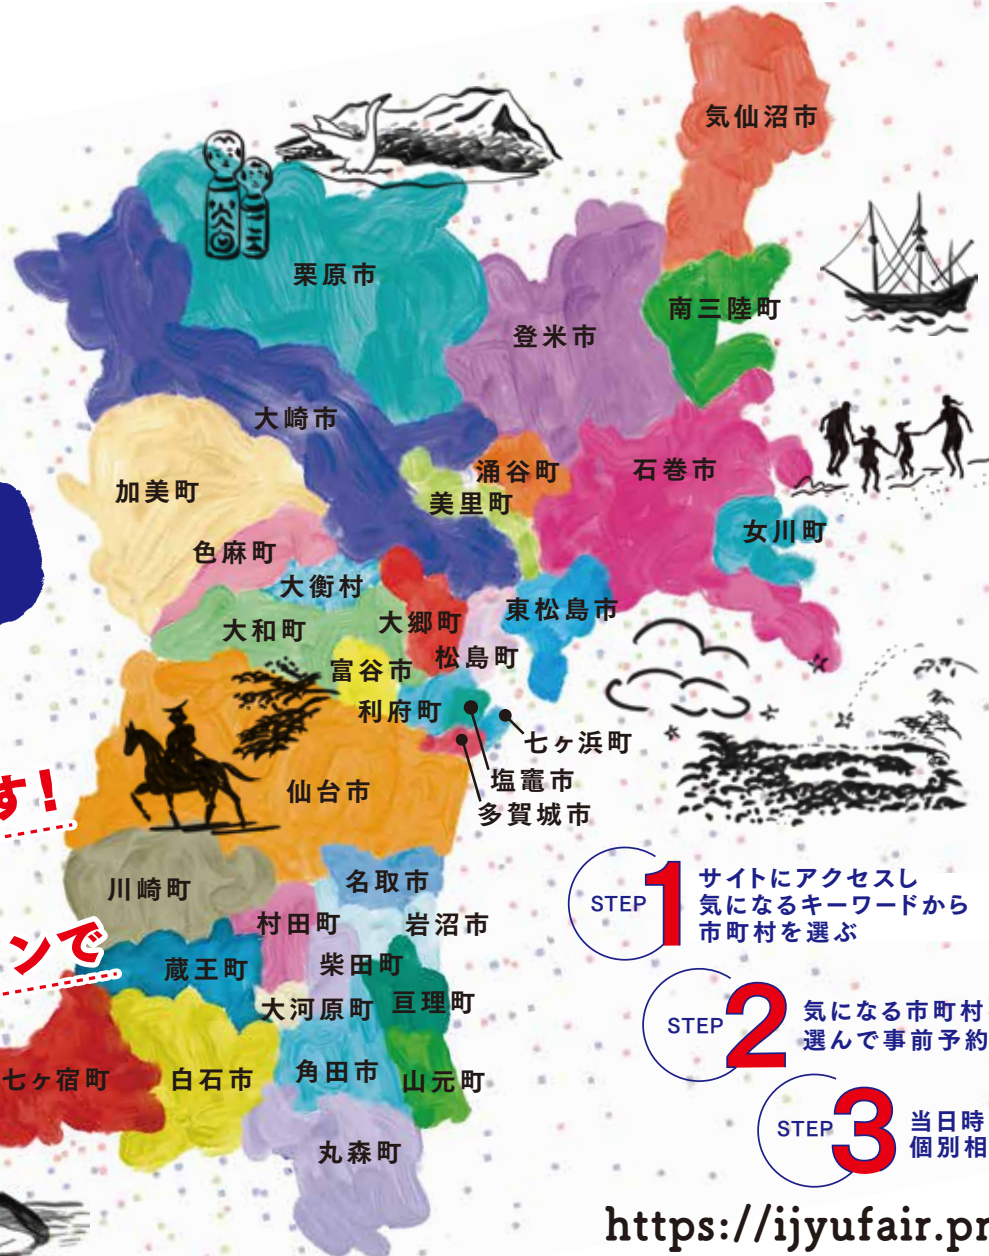 気仙沼市
栗原市
南三陸町
登米市
大崎市
涌谷町
石巻市
加美町
美里町
女川町
色麻町
大衡村
東松島市
大和町
大郷町
松島町
富谷市
利府町
七ヶ浜町
塩竈市
多賀城市
仙台市
す!
川崎町
名取市
村田町
岩沼市
ンで
蔵王町
柴田町
大河原町
亘理町
七ヶ宿町
白石市
角田市
山元町
丸森町
STEP 1
サイトにアクセスし
気になるキーワードから
市町村を選ぶ
STEP 2
気になる市町村
選んで事前予約
STEP 3
当日時
個別相
https://ijyufair.pr